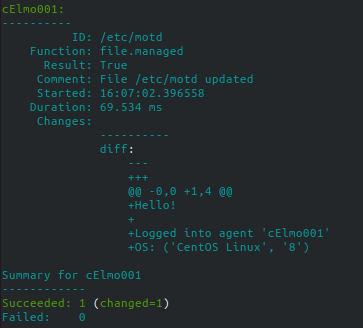 cElmo001:
----------
ID: /etc/motd
Function: file.managed
Result: True
Comment: File /etc/motd updated
Started: 16:07:02.396558
Duration: 69.534 ms
Changes:
----------
diff:
---
+++
@@ -0,0 +1,4 @@
+Hello!
+
+Logged into agent 'cElmo001'
+OS: ('CentOS Linux', '8')
Summary for cElmo001
------------
Succeeded: 1 (changed=1)
Failed: 0